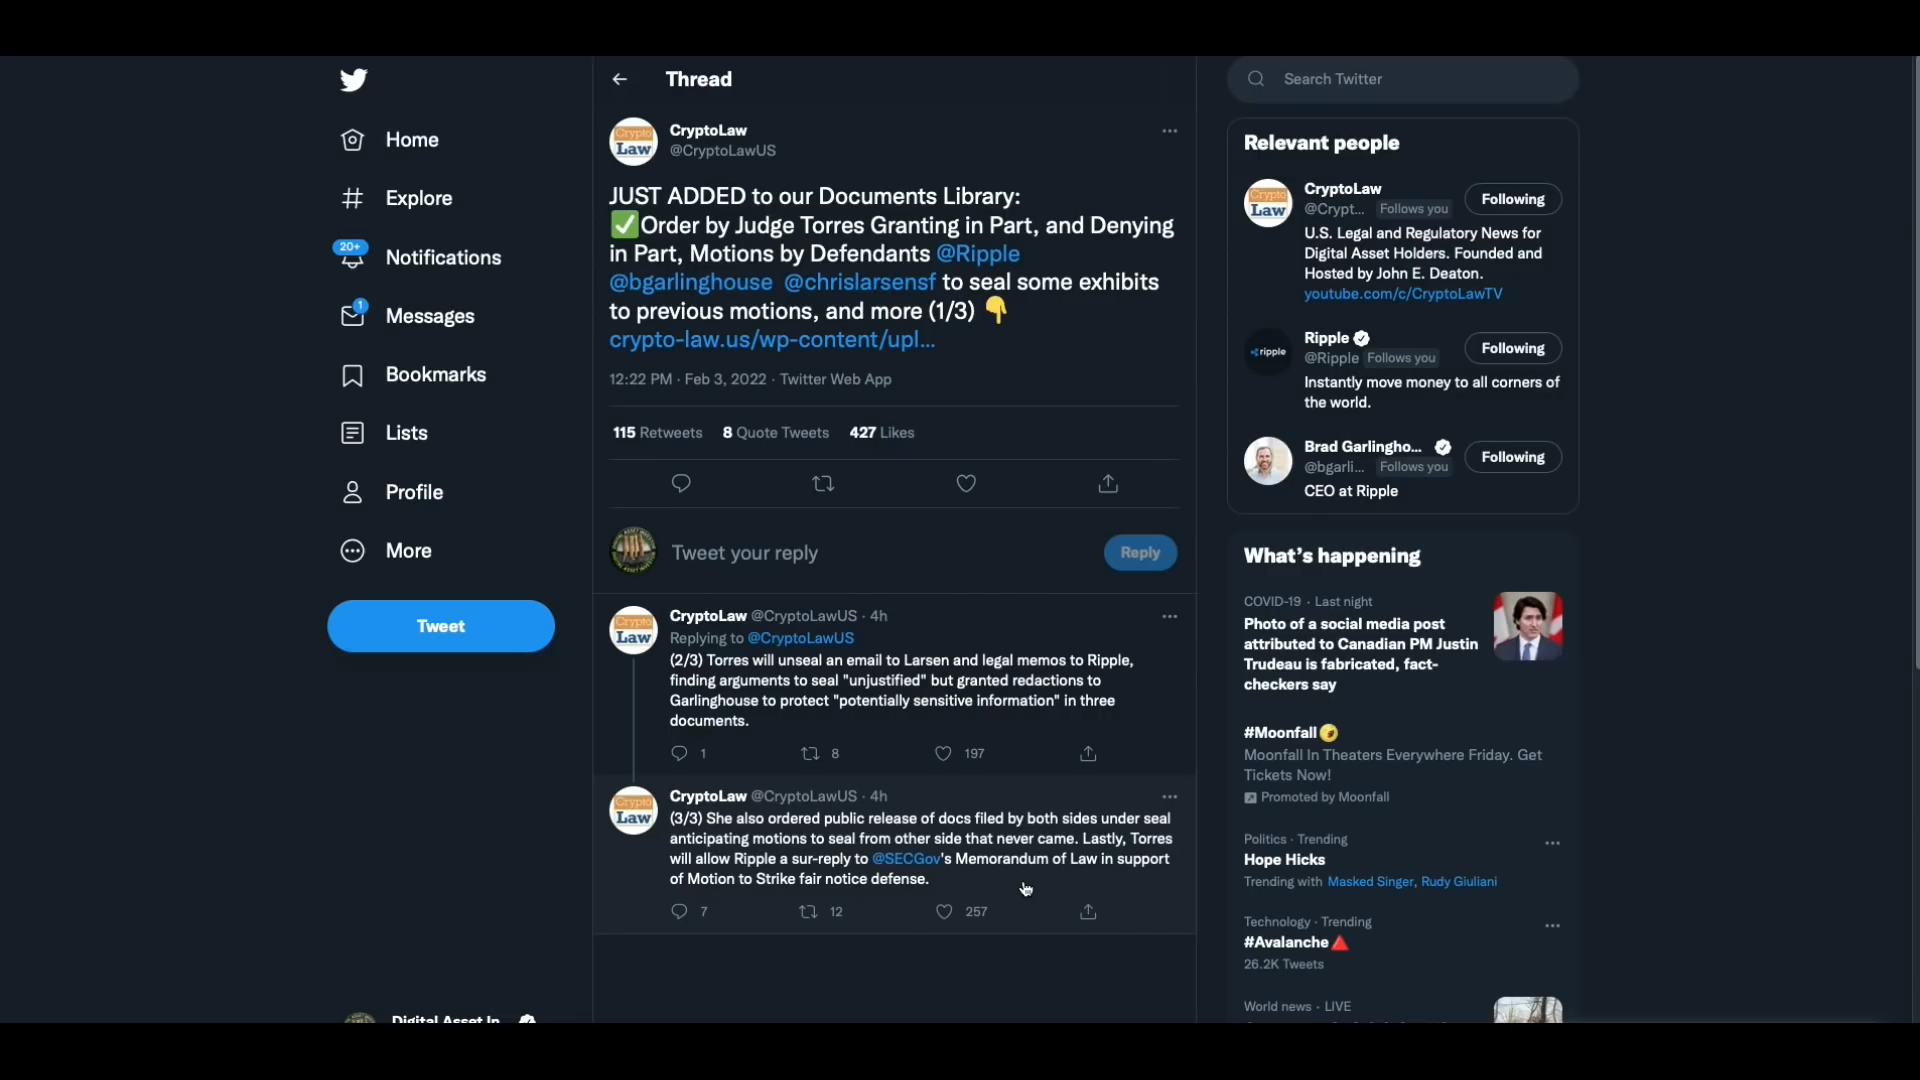 Home
Explore
20+
Notifications
1
Messages
Bookmarks
Lists
Profile
More
Tweet
Digital Asset In
Thread
Crypto
Law
CryptoLaw
@CryptoLawUS
JUST ADDED to our Documents Library:
✅Order by Judge Torres Granting in Part, and Denying
in Part, Motions by Defendants @Ripple
@bgarlinghouse @chrislarsensf to seal some exhibits
to previous motions, and more (1/3) 👇
crypto-law.us/wp-content/upl...
12:22 PM · Feb 3, 2022 · Twitter Web App
115 Retweets 8 Quote Tweets 427 Likes
Tweet your reply
Reply
Crypto
Law
CryptoLaw @CryptoLawUS · 4h
Replying to @CryptoLawUS
(2/3) Torres will unseal an email to Larsen and legal memos to Ripple,
finding arguments to seal "unjustified" but granted redactions to
Garlinghouse to protect "potentially sensitive information" in three
documents.
1 8 197
Crypto
Law
CryptoLaw @CryptoLawUS · 4h
(3/3) She also ordered public release of docs filed by both sides under seal
anticipating motions to seal from other side that never came. Lastly, Torres
will allow Ripple a sur-reply to @SECGov's Memorandum of Law in support
of Motion to Strike fair notice defense.
7 12 257
Search Twitter
Relevant people
Crypto
Law
CryptoLaw
@Crypt... Follows you
Following
U.S. Legal and Regulatory News for
Digital Asset Holders. Founded and
Hosted by John E. Deaton.
youtube.com/c/CryptoLawTV
ripple
Ripple
@Ripple Follows you
Following
Instantly move money to all corners of
the world.
Brad Garlingho...
@bgarli... Follows you
Following
CEO at Ripple
What's happening
COVID-19 · Last night
Photo of a social media post
attributed to Canadian PM Justin
Trudeau is fabricated, fact-
checkers say
#Moonfall
Moonfall In Theaters Everywhere Friday. Get
Tickets Now!
Promoted by Moonfall
Politics · Trending
Hope Hicks
Trending with Masked Singer, Rudy Giuliani
Technology · Trending
#Avalanche🔺
26.2K Tweets
World news · LIVE